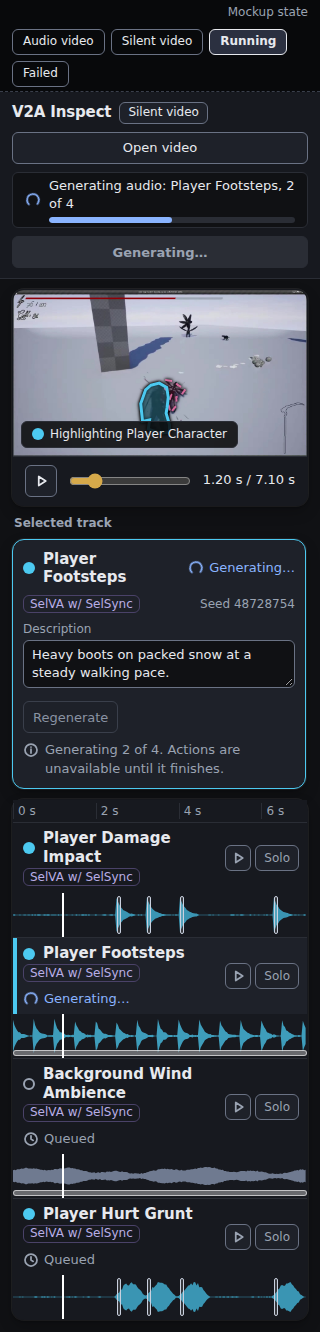 Mockup state
Audio video
Silent video
Running
Failed
V2A Inspect
Silent video
Open video
Generating audio: Player Footsteps, 2
of 4
Generating…
Highlighting Player Character
1.20 s / 7.10 s
Selected track
Player
Footsteps
Generating…
SelVA w/ SelSync
Seed 48728754
Description
Heavy boots on packed snow at a
steady walking pace.
Regenerate
Generating 2 of 4. Actions are
unavailable until it finishes.
0 s
2 s
4 s
6 s
Player Damage
Impact
SelVA w/ SelSync
Solo
Player Footsteps
SelVA w/ SelSync
Generating…
Solo
Background Wind
Ambience
SelVA w/ SelSync
Queued
Solo
Player Hurt Grunt
SelVA w/ SelSync
Queued
Solo